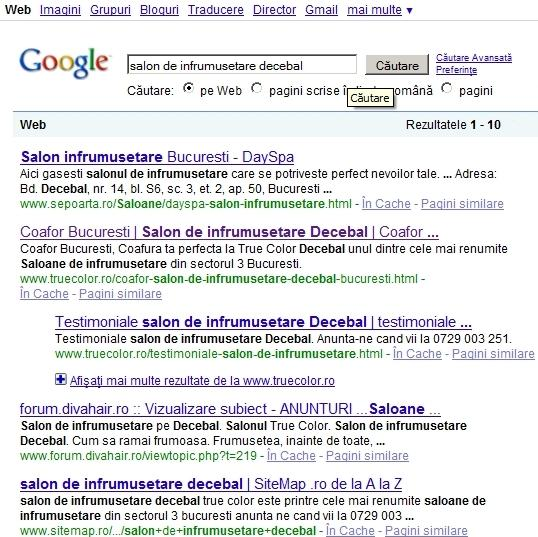 Web Imagini Grupuri Bloguri Traducere Director Gmail mai multe ▼
Google
salon de infrumusetare decebal
Căutare
Căutare Avansată
Preferinţe
Căutare: pe Web pagini scrise română pagini
Căutare
Web Rezultatele 1 - 10
Salon infrumusetare Bucuresti - DaySpa
Aici gasesti salonul de infrumusetare care se potriveste perfect nevoilor tale. ... Adresa:
Bd. Decebal, nr. 14, bl. S6, sc. 3, et. 2, ap. 50, Bucuresti ...
www.sepoarta.ro/Saloane/dayspa-salon-infrumusetare.html - În Cache - Pagini similare
Coafor Bucuresti | Salon de infrumusetare Decebal | Coafor ...
Coafor Bucuresti, Coafura ta perfecta la True Color Decebal unul dintre cele mai renumite
Saloane de infrumusetare din sectorul 3 Bucuresti.
www.truecolor.ro/coafor-salon-de-infrumusetare-decebal-bucuresti.html -
În Cache - Pagini similare
Testimoniale salon de infrumusetare Decebal | testimoniale ...
Testimoniale salon de infrumusetare Decebal. Anunta-ne cand vii la 0729 003 251.
www.truecolor.ro/testimoniale-salon-de-infrumusetare.html - În Cache - Pagini similare
Afişaţi mai multe rezultate de la www.truecolor.ro
forum.divahair.ro :: Vizualizare subiect - ANUNTURI ...Saloane ...
Salon de infrumusetare pe Decebal. Salonul True Color. Salon de infrumusetare
Decebal. Cum sa ramai frumoasa. Frumusetea, inainte de toate, ...
www.forum.divahair.ro/viewtopic.php?t=219 - În Cache - Pagini similare
salon de infrumusetare decebal | SiteMap .ro de la A la Z
salon de infrumusetare decebal true color este printre cele mai renumite saloane de
infrumusetare din sectorul 3 bucuresti anunta ne cand vii la 0729 003 ...
www.sitemap.ro/.../salon+de+infrumusetare+decebal - În Cache - Pagini similare